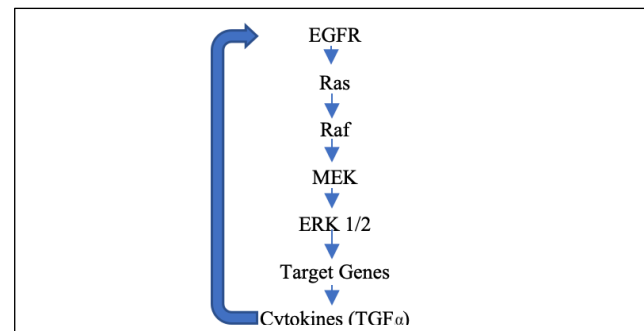 EGFR
Ras
Raf
MEK
ERK 1/2
Target Genes
Cytokines (TGFα)